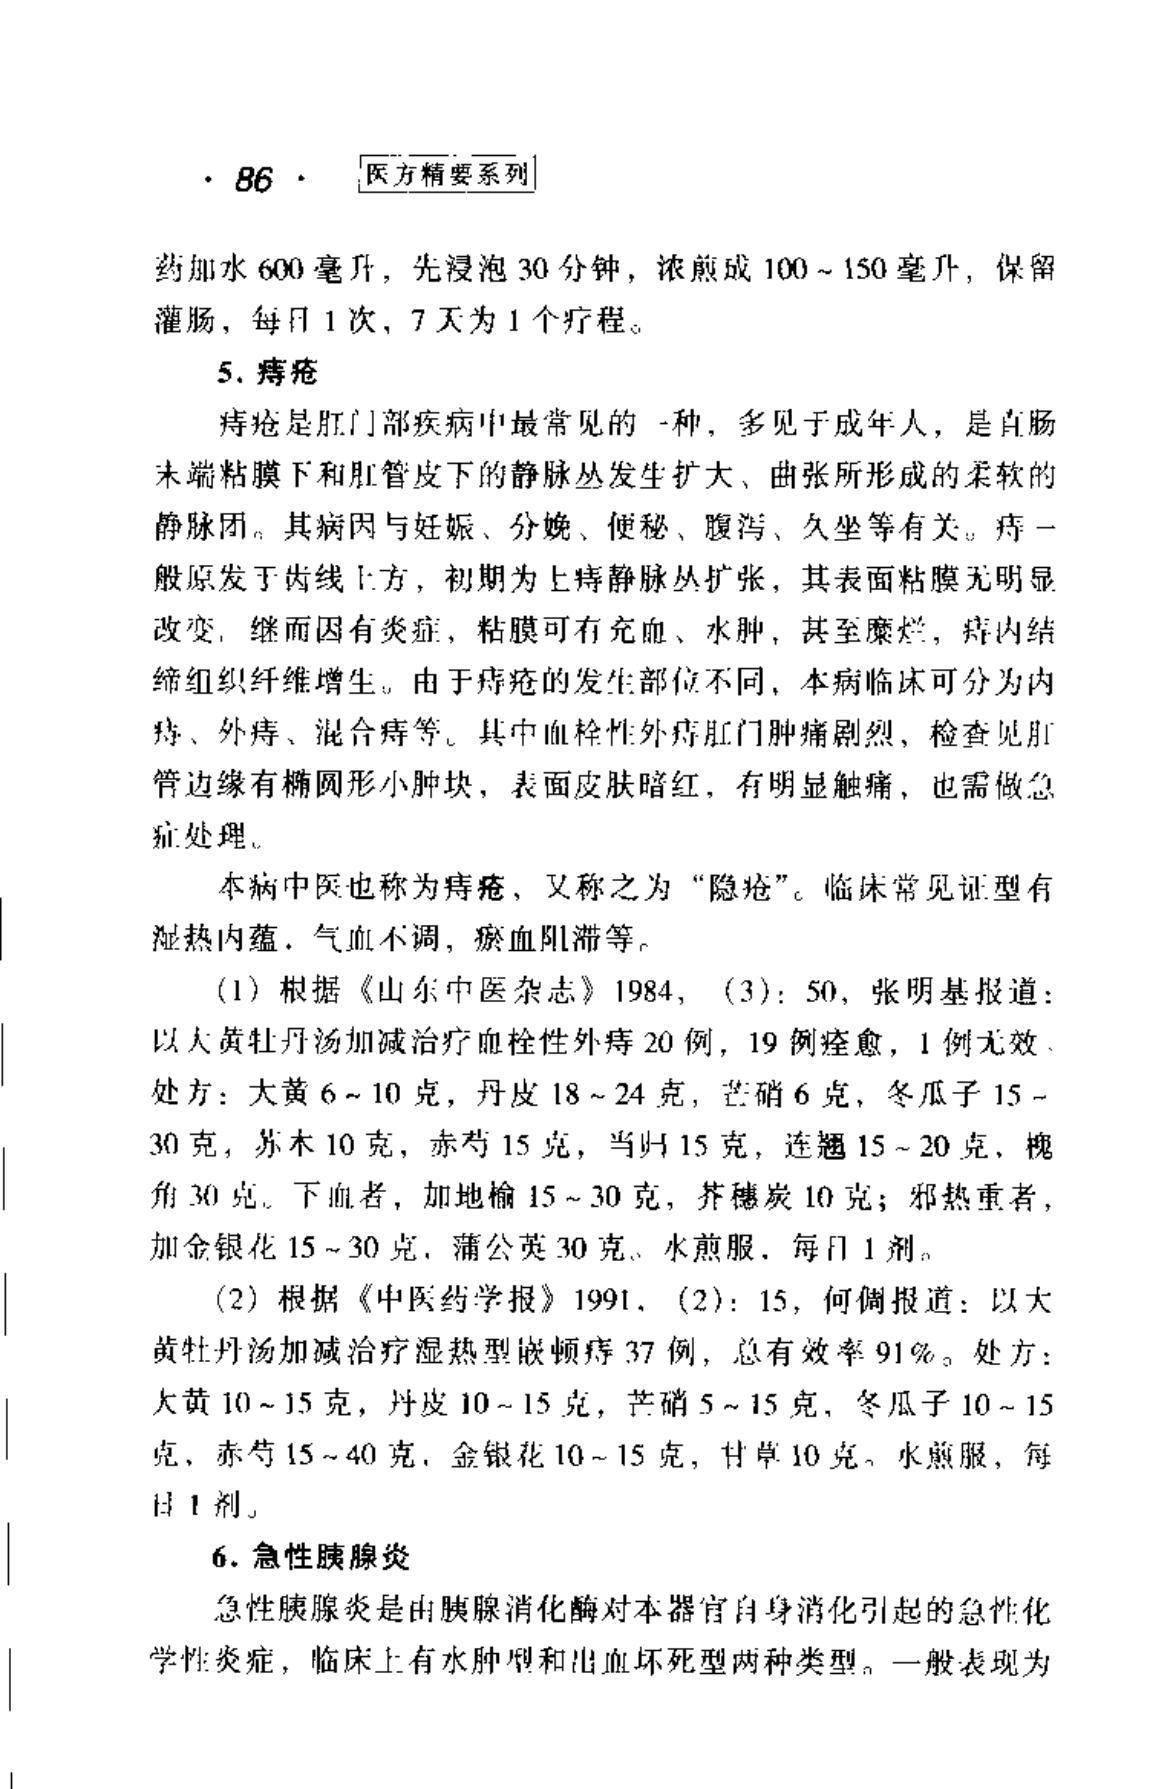 · 86 · 医方精要系列
药加水 600 毫升，先浸泡 30 分钟，浓煎成 100～150 毫升，保留
灌肠，每日 1 次，7 天为 1 个疗程。
5. 痔疮
痔疮是肛门部疾病中最常见的一种，多见于成年人，是直肠
末端粘膜下和肛管皮下的静脉丛发生扩大、曲张所形成的柔软的
静脉团。其病因与妊娠、分娩、便秘、腹泻、久坐等有关。痔一
般原发于齿线上方，初期为上痔静脉丛扩张，其表面粘膜无明显
改变，继而因有炎症，粘膜可有充血、水肿，甚至糜烂，痔内结
缔组织纤维增生。由于痔疮的发生部位不同，本病临床可分为内
痔、外痔、混合痔等。其中血栓性外痔肛门肿痛剧烈，检查见肛
管边缘有椭圆形小肿块，表面皮肤暗红，有明显触痛，也需做急
症处理。
本病中医也称为痔疮，又称之为“隐疮”。临床常见证型有
湿热内蕴，气血不调，瘀血阻滞等。
(1) 根据《山东中医杂志》1984，(3)：50，张明基报道：
以大黄牡丹汤加减治疗血栓性外痔 20 例，19 例痊愈，1 例无效。
处方：大黄 6～10 克，丹皮 18～24 克，芒硝 6 克，冬瓜子 15～
30 克，苏木 10 克，赤芍 15 克，当归 15 克，连翘 15～20 克，槐
角 30 克。下血者，加地榆 15～30 克，芥穗炭 10 克；邪热重者，
加金银花 15～30 克，蒲公英 30 克。水煎服，每日 1 剂。
(2) 根据《中医药学报》1991，(2)：15，何倜报道：以大
黄牡丹汤加减治疗湿热型嵌顿痔 37 例，总有效率 91%。处方：
大黄 10～15 克，丹皮 10～15 克，芒硝 5～15 克，冬瓜子 10～15
克，赤芍 15～40 克，金银花 10～15 克，甘草 10 克。水煎服，每
日 1 剂。
6. 急性胰腺炎
急性胰腺炎是由胰腺消化酶对本器官自身消化引起的急性化
学性炎症，临床上有水肿型和出血坏死型两种类型。一般表现为